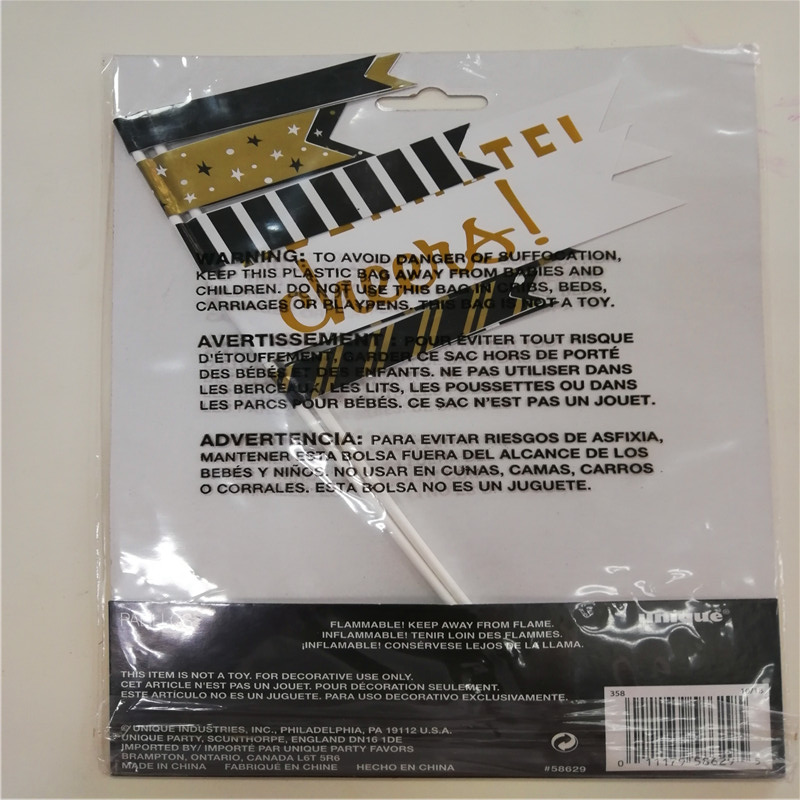 cheers!
WARNING: TO AVOID DANGER OF SUFFOCATION,
KEEP THIS PLASTIC BAG AWAY FROM BABIES AND
CHILDREN. DO NOT USE THIS BAG IN CRIBS, BEDS,
CARRIAGES OR PLAYPENS. THIS BAG IS NOT A TOY.
AVERTISSEMENT : POUR ÉVITER TOUT RISQUE
D'ÉTOUFFEMENT, GARDER CE SAC HORS DE PORTÉ
DES BÉBÉS ET DES ENFANTS. NE PAS UTILISER DANS
LES BERCEAUX, LES LITS, LES POUSSETTES OU DANS
LES PARCS POUR BÉBÉS. CE SAC N'EST PAS UN JOUET.
ADVERTENCIA: PARA EVITAR RIESGOS DE ASFIXIA,
MANTENER ESTA BOLSA FUERA DEL ALCANCE DE LOS
BEBÉS Y NIÑOS. NO USAR EN CUNAS, CAMAS, CARROS
O CORRALES. ESTA BOLSA NO ES UN JUGUETE.
FLAMMABLE! KEEP AWAY FROM FLAME.
INFLAMMABLE! TENIR LOIN DES FLAMMES.
¡INFLAMABLE! CONSÉRVESE LEJOS DE LA LLAMA.
unique®
THIS ITEM IS NOT A TOY. FOR DECORATIVE USE ONLY.
CET ARTICLE N'EST PAS UN JOUET. POUR DÉCORATION SEULEMENT.
ESTE ARTICULO NO ES UN JUGUETE. PARA USO DECORATIVO EXCLUSIVAMENTE.
358
© UNIQUE INDUSTRIES, INC., PHILADELPHIA, PA 19112 U.S.A.
UNIQUE PARTY, SCUNTHORPE, ENGLAND DN16 1DE
IMPORTED BY/ IMPORTÉ PAR UNIQUE PARTY FAVORS
BRAMPTON, ONTARIO, CANADA L6T 5R6
MADE IN CHINA FABRIQUÉ EN CHINE HECHO EN CHINA
#58629
0 11179 58629 5